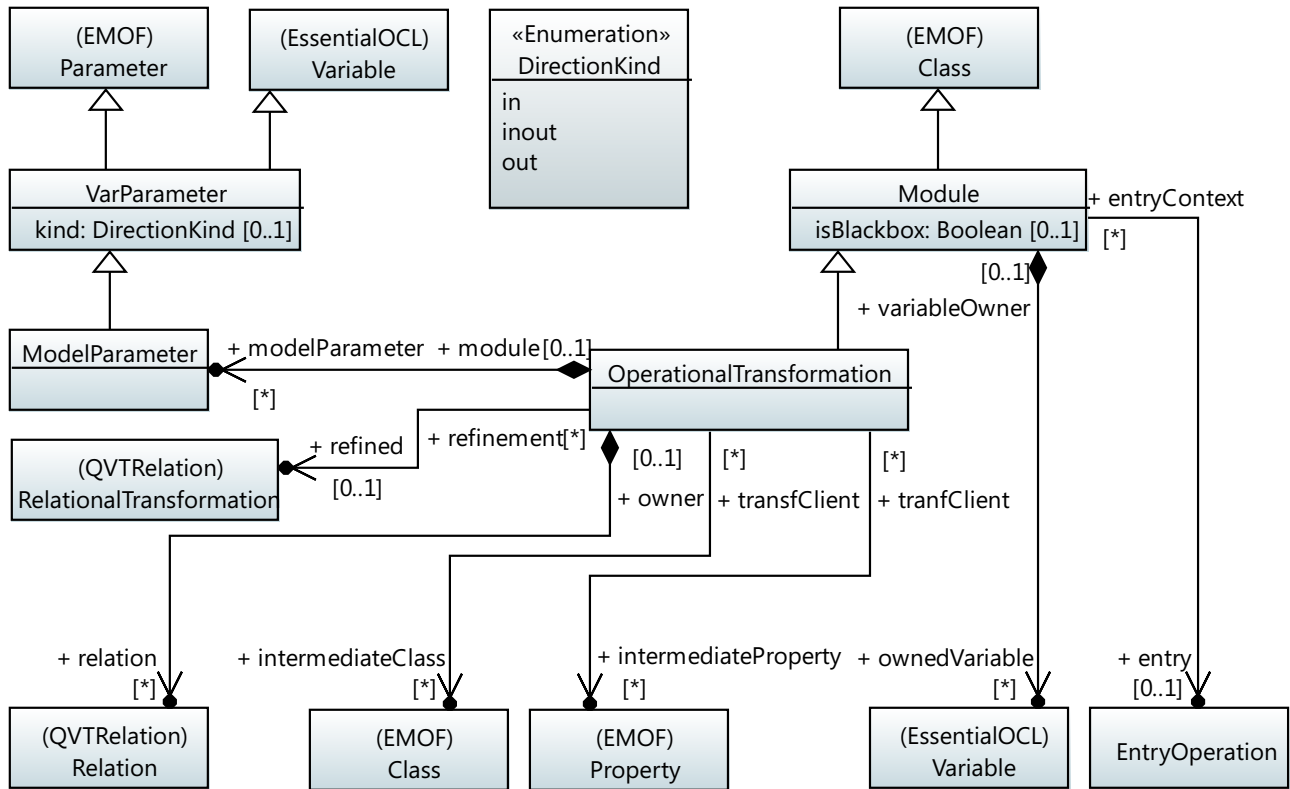 (EMOF)
Parameter
(EssentialOCL)
Variable
«Enumeration»
DirectionKind
in
inout
out
(EMOF)
Class
VarParameter
kind: DirectionKind [0..1]
Module
isBlackbox: Boolean [0..1]
+ entryContext
[*]
[0..1]
+ variableOwner
ModelParameter
+ modelParameter
[*]
+ module[0..1]
OperationalTransformation
(QVTRelation)
RelationalTransformation
+ refined
[0..1]
+ refinement[*]
[0..1]
+ owner
[*]
+ transfClient
[*]
+ tranfClient
+ relation
[*]
+ intermediateClass
[*]
+ intermediateProperty
[*]
+ ownedVariable
[*]
+ entry
[0..1]
(QVTRelation)
Relation
(EMOF)
Class
(EMOF)
Property
(EssentialOCL)
Variable
EntryOperation